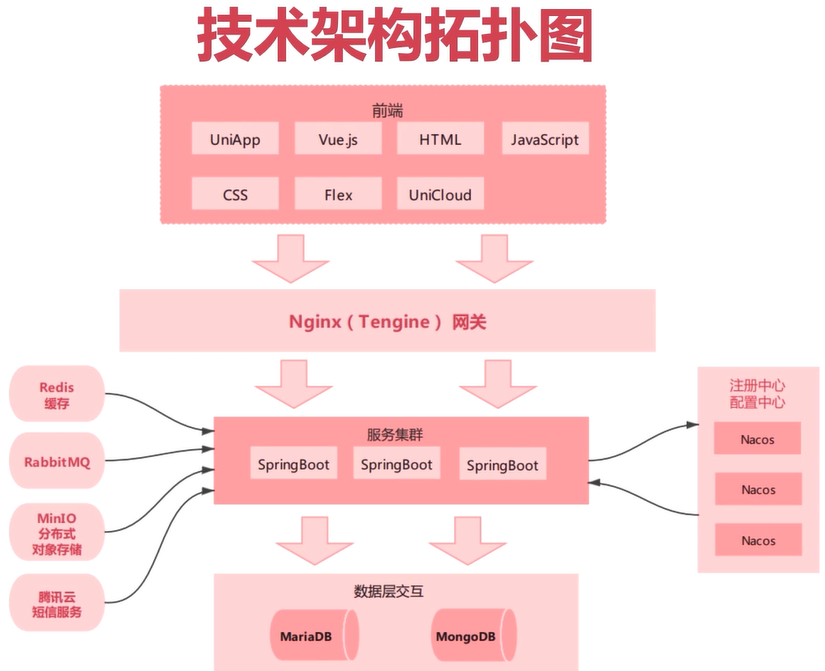 技术架构拓扑图
前端
UniApp
Vue.js
HTML
JavaScript
CSS
Flex
UniCloud
Nginx（Tengine） 网关
Redis
缓存
RabbitMQ
MinIO
分布式
对象存储
腾讯云
短信服务
服务集群
SpringBoot
SpringBoot
SpringBoot
注册中心
配置中心
Nacos
Nacos
Nacos
数据层交互
MariaDB
MongoDB